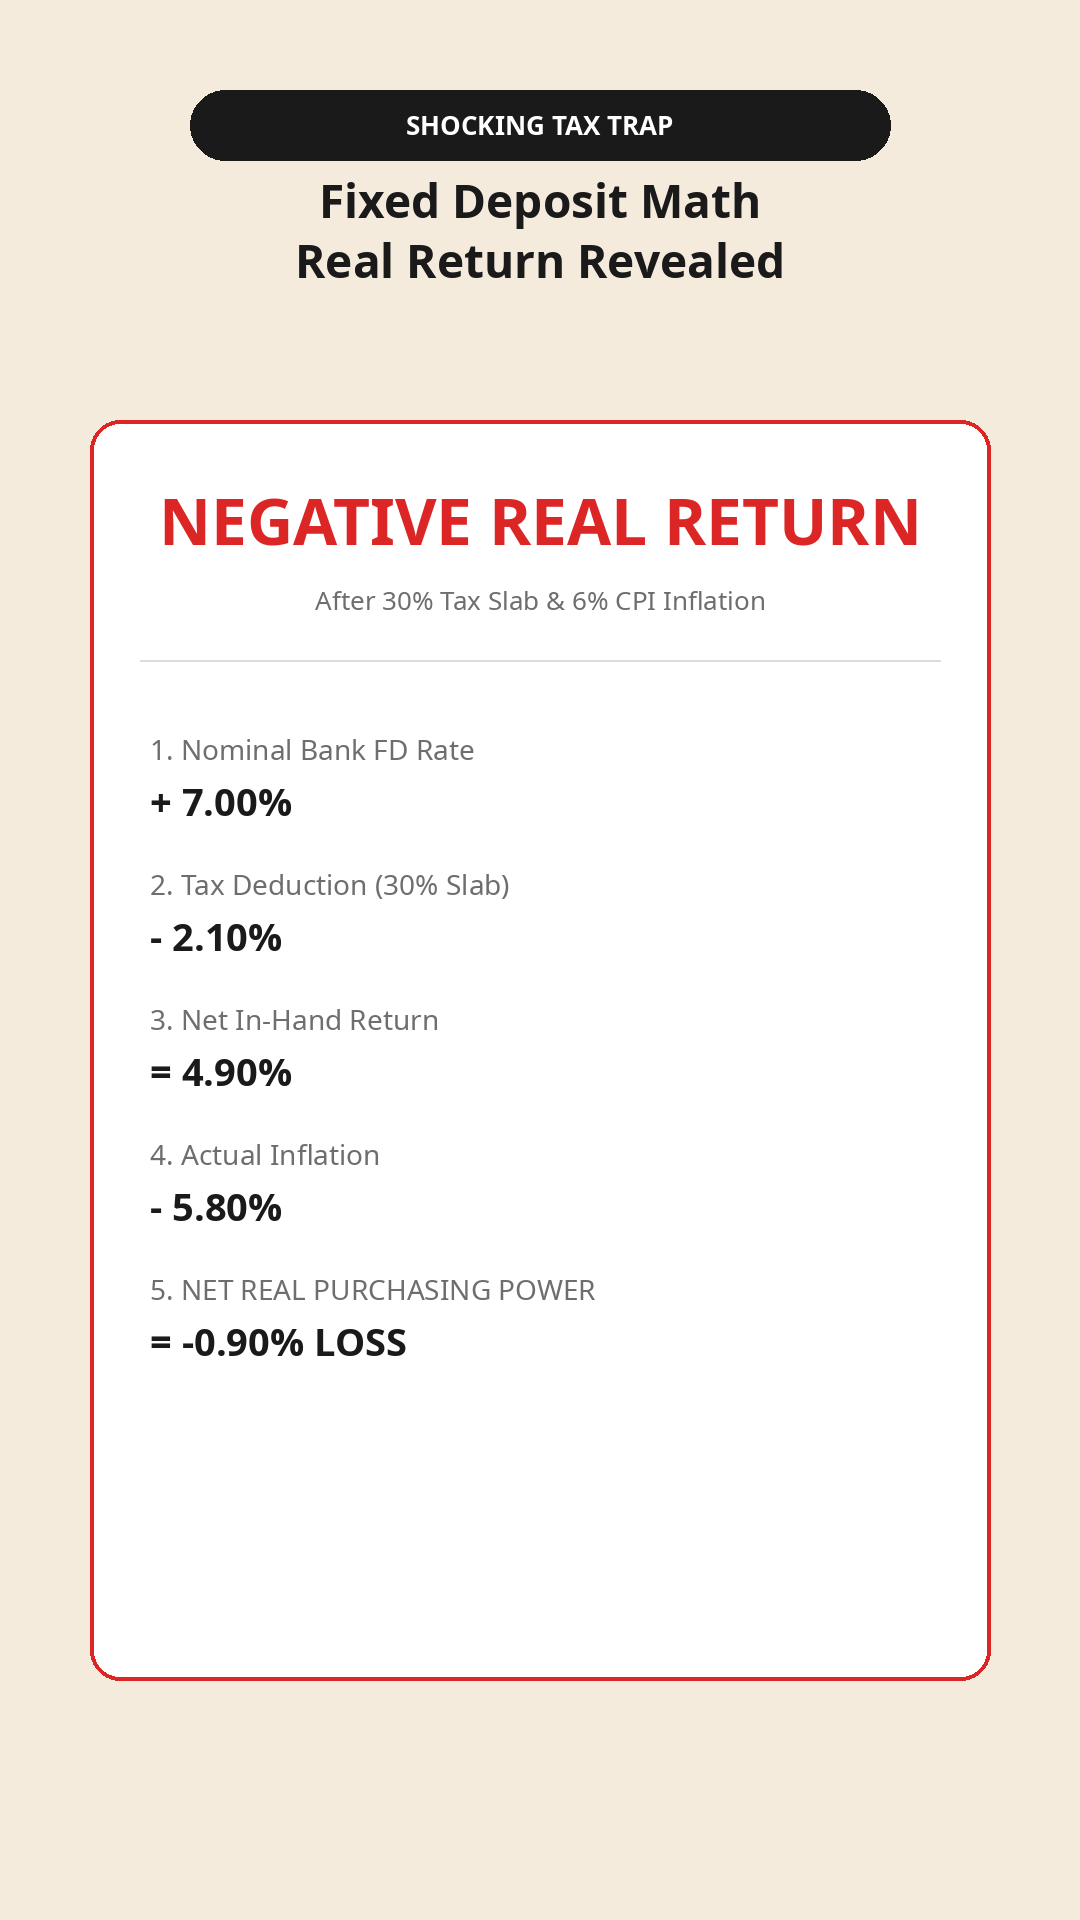 SHOCKING TAX TRAP
Fixed Deposit Math
Real Return Revealed
NEGATIVE REAL RETURN
After 30% Tax Slab & 6% CPI Inflation
1. Nominal Bank FD Rate
+ 7.00%
2. Tax Deduction (30% Slab)
- 2.10%
3. Net In-Hand Return
= 4.90%
4. Actual Inflation
- 5.80%
5. NET REAL PURCHASING POWER
= -0.90% LOSS